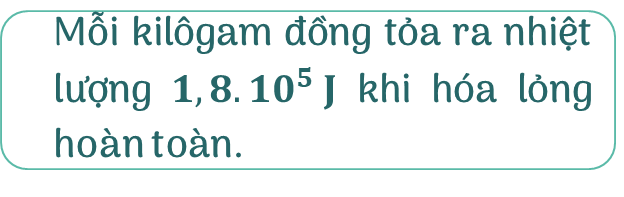 Mỗi kilôgam đồng tỏa ra nhiệt
lượng 1,8.10⁵ J khi hóa lỏng
hoàn toàn.